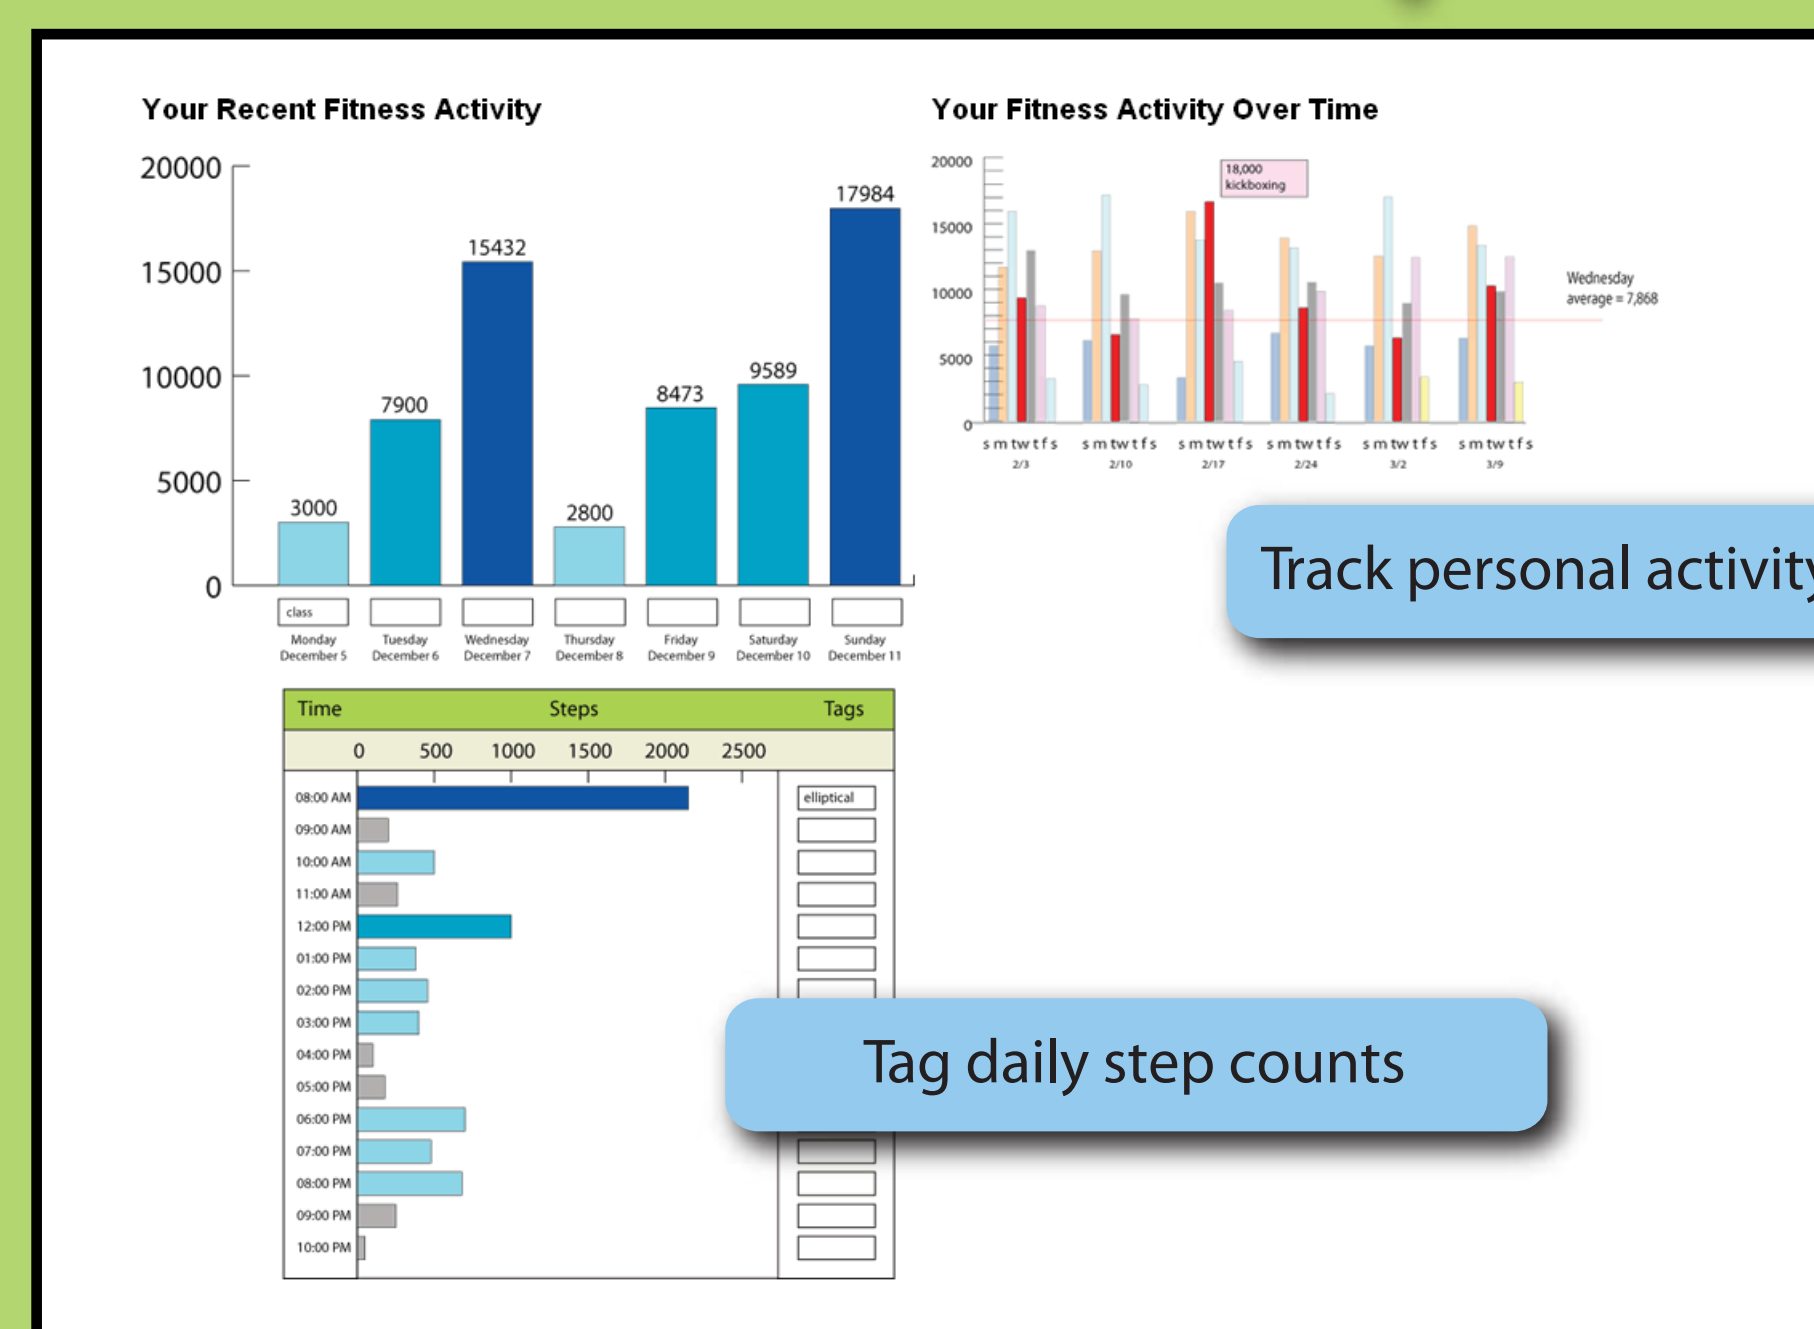 Your Recent Fitness Activity
20000
15000
10000
5000
0
3000
7900
15432
2800
8473
9589
17984
class
Monday
December 5
Tuesday
December 6
Wednesday
December 7
Thursday
December 8
Friday
December 9
Saturday
December 10
Sunday
December 11
Your Fitness Activity Over Time
20000
15000
10000
5000
0
18,000
kickboxing
Wednesday
average = 7,868
s m t w t f s
s m t w t f s
s m t w t f s
s m t w t f s
s m t w t f s
s m t w t f s
2/3
2/10
2/17
2/24
3/2
3/9
Track personal activity
Time Steps Tags
0 500 1000 1500 2000 2500
08:00 AM elliptical
09:00 AM
10:00 AM
11:00 AM
12:00 PM
01:00 PM
02:00 PM
03:00 PM
04:00 PM
05:00 PM
06:00 PM
07:00 PM
08:00 PM
09:00 PM
10:00 PM
Tag daily step counts